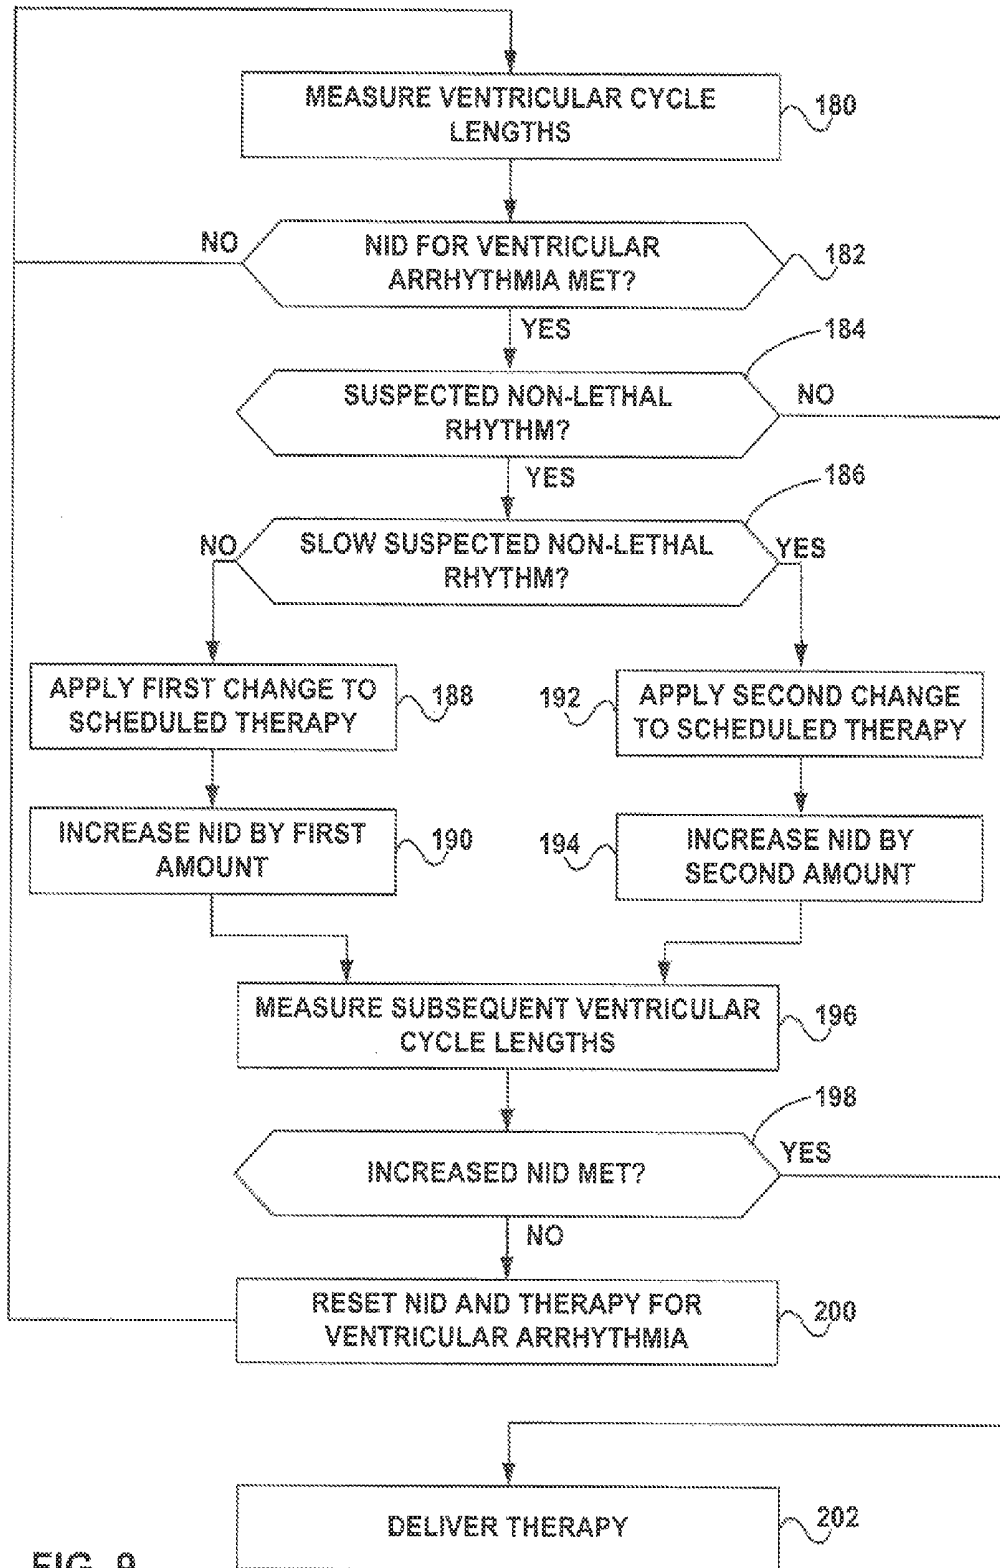 MEASURE VENTRICULAR CYCLE
LENGTHS
180
NO
NID FOR VENTRICULAR
ARRHYTHMIA MET?
182
YES
184
SUSPECTED NON-LETHAL
RHYTHM?
NO
YES
186
NO
SLOW SUSPECTED NON-LETHAL
RHYTHM?
YES
APPLY FIRST CHANGE TO
SCHEDULED THERAPY
188
192
APPLY SECOND CHANGE
TO SCHEDULED THERAPY
INCREASE NID BY FIRST
AMOUNT
190
194
INCREASE NID BY
SECOND AMOUNT
MEASURE SUBSEQUENT VENTRICULAR
CYCLE LENGTHS
196
198
INCREASED NID MET?
YES
NO
RESET NID AND THERAPY FOR
VENTRICULAR ARRHYTHMIA
200
DELIVER THERAPY
202
FIG. 9